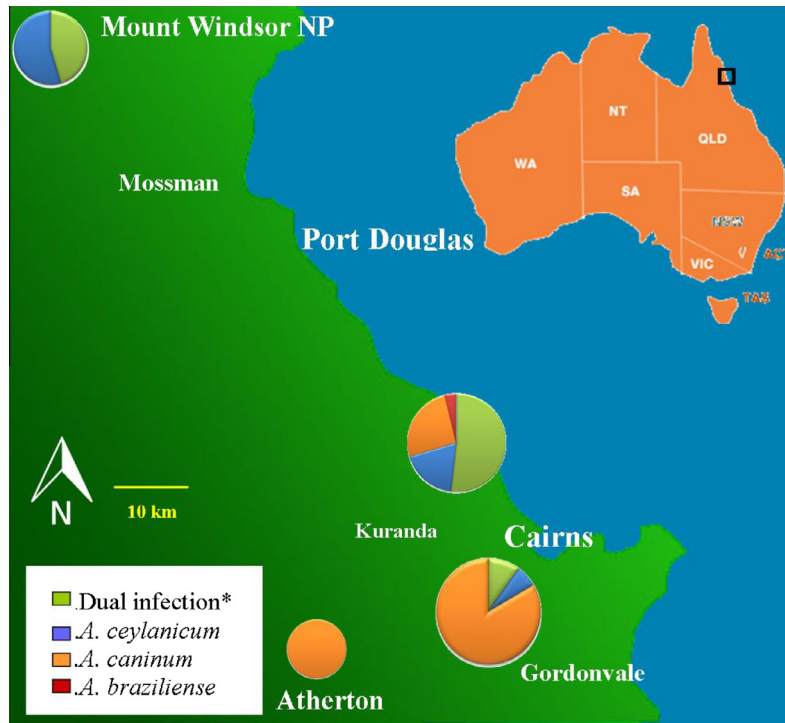 Mount Windsor NP
Mossman
Port Douglas
WA
NT
QLD
SA
NSW
VIC
TAS
N
10 km
Kuranda
Cairns
Gordonvale
Atherton
.Dual infection*
.A. ceylanicum
.A. caninum
.A. braziliense